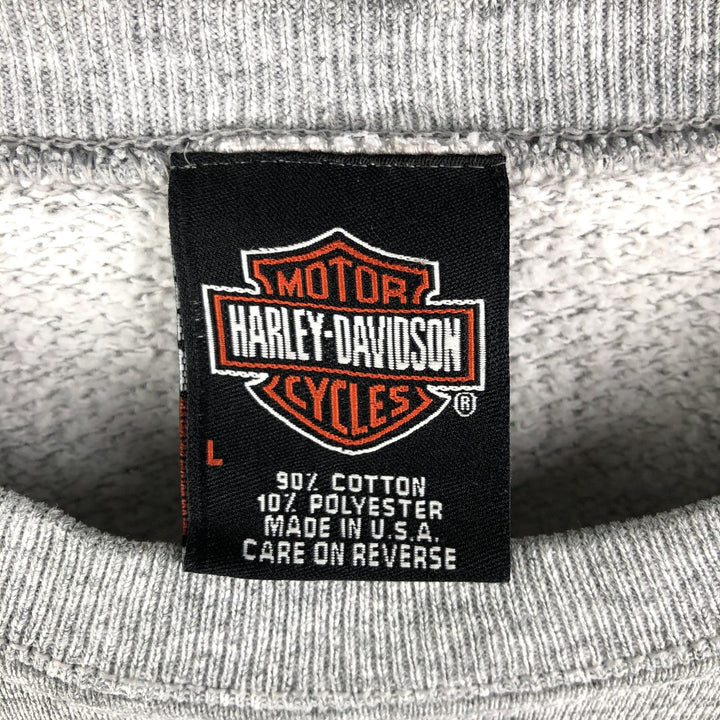 MOTOR
HARLEY-DAVIDSON
CYCLES
®
L
90% COTTON
10% POLYESTER
MADE IN U.S.A.
CARE ON REVERSE